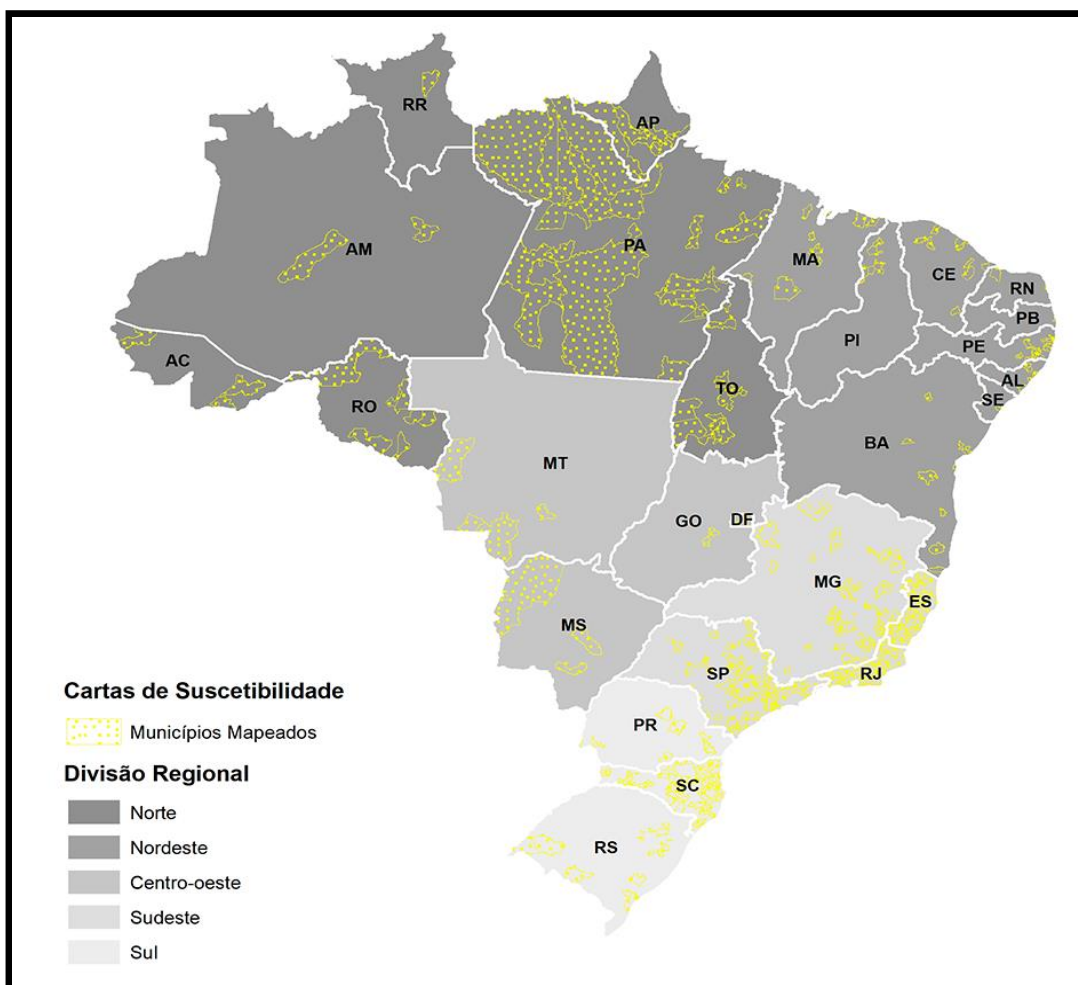 RR
AP
AM
PA
MA
CE
RN
PB
PI
PE
AC
AL
TO
SE
RO
BA
MT
GO
DF
MG
ES
MS
SP
RJ
PR
SC
RS
Cartas de Suscetibilidade
Municípios Mapeados
Divisão Regional
Norte
Nordeste
Centro-oeste
Sudeste
Sul